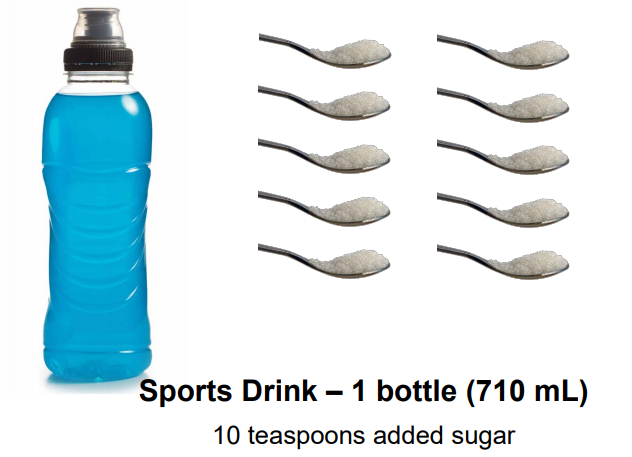 Sports Drink – 1 bottle (710 mL)
10 teaspoons added sugar